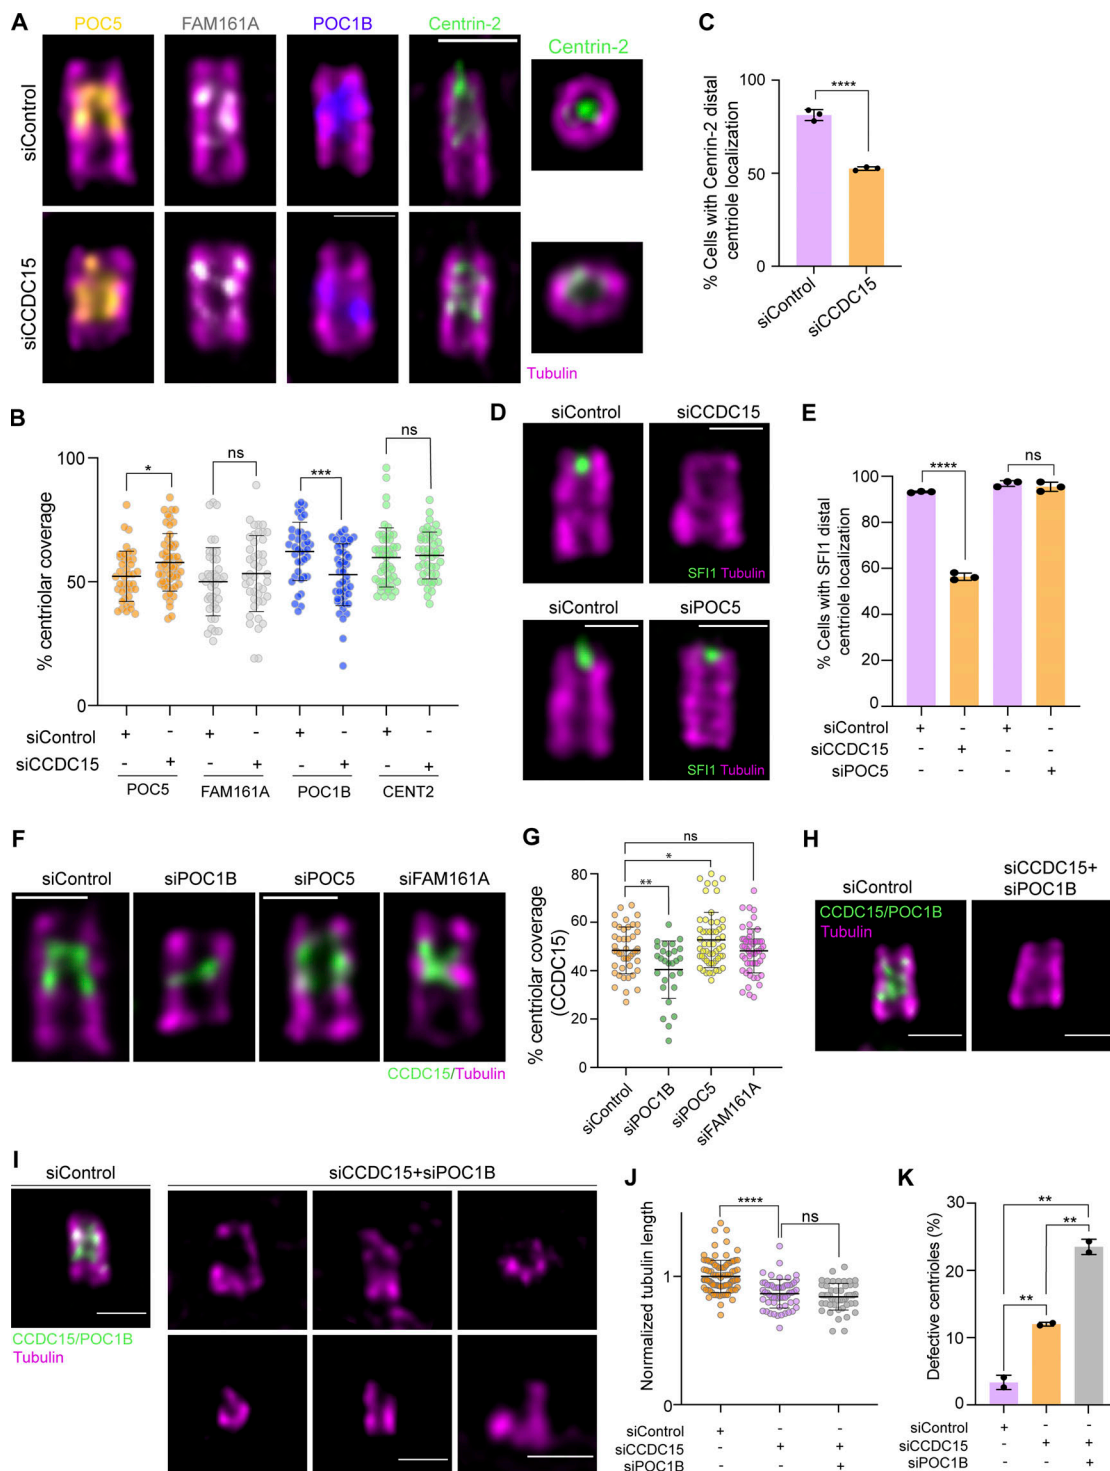 A
POC5 FAM161A POC1B Centrin-2
Centrin-2
siControl
siCCDC15
Tubulin
C
% Cells with Cenrin-2 distal
centriole localization
100
50
0
****
siControl
siCCDC15
B
% centriolar coverage
100
50
0
* ns *** ns
siControl + - + - + - + -
siCCDC15 - + - + - + - +
POC5 FAM161A POC1B CENT2
D
siControl siCCDC15
SFI1 Tubulin
siControl siPOC5
SFI1 Tubulin
E
% Cells with SFI1 distal
centriole localization
100
80
60
40
20
0
**** ns
siControl + - + -
siCCDC15 - + - -
siPOC5 - - - +
F
siControl siPOC1B siPOC5 siFAM161A
CCDC15/Tubulin
G
% centriolar coverage
(CCDC15)
100
80
60
40
20
0
ns
*
**
siControl
siPOC1B
siPOC5
siFAM161A
H
siControl
siCCDC15+
siPOC1B
CCDC15/POC1B
Tubulin
I
siControl
siCCDC15+siPOC1B
CCDC15/POC1B
Tubulin
J
Normalized tubulin length
1
0
**** ns
siControl + - -
siCCDC15 - + +
siPOC1B - - +
K
Defective centrioles (%)
30
20
10
0
**
**
**
siControl + - -
siCCDC15 - + +
siPOC1B - - +